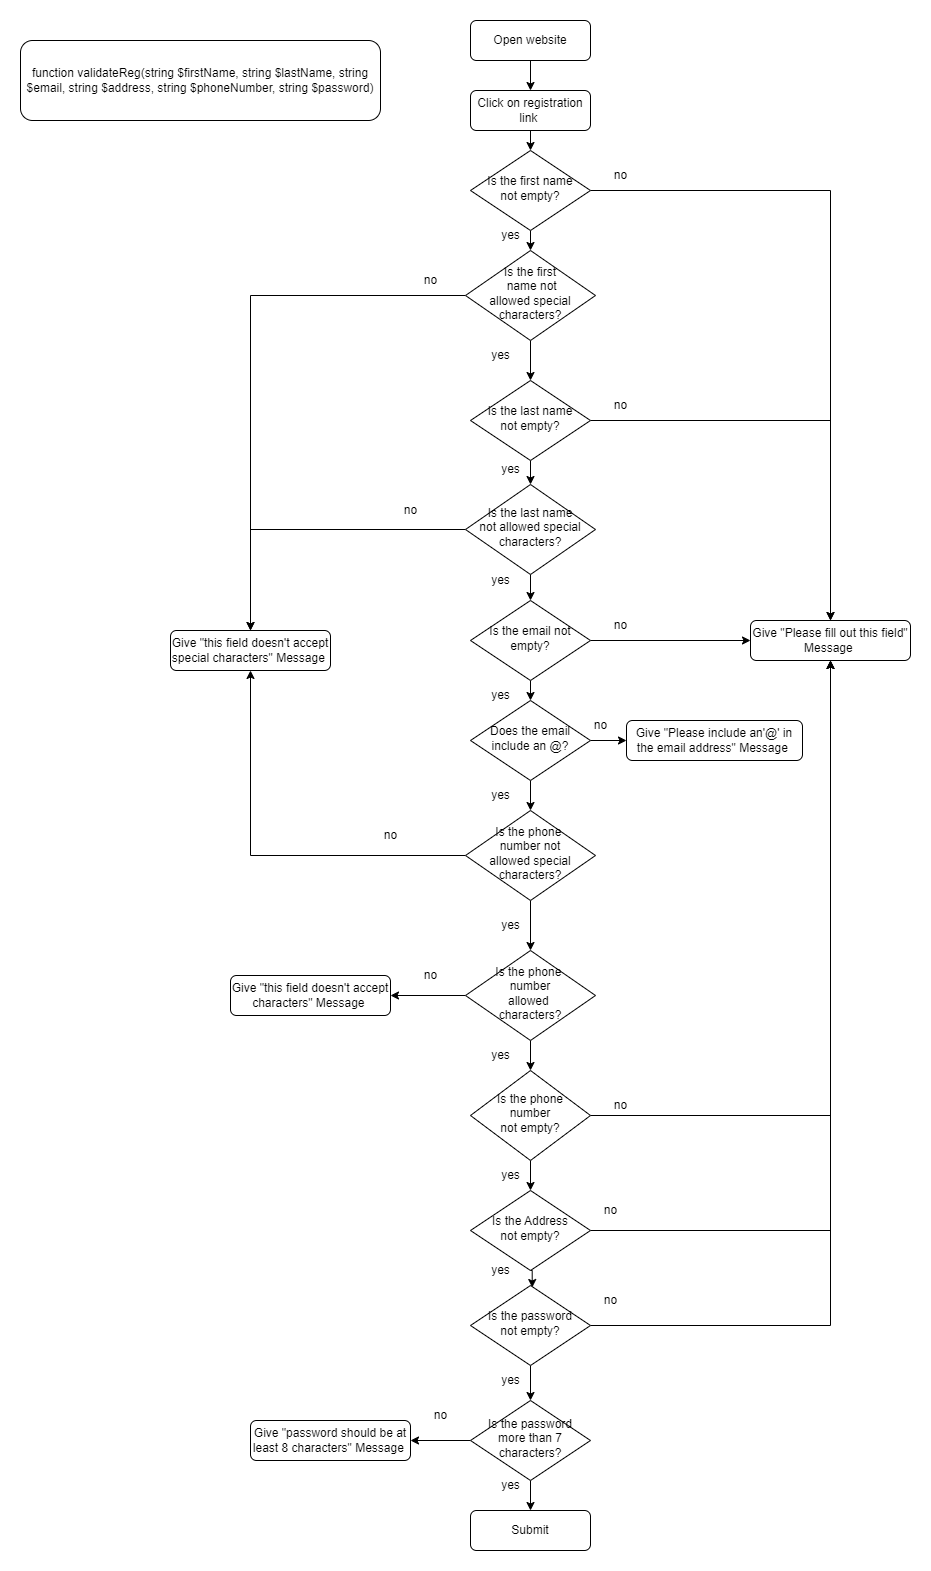 Open website
function validateReg(string $firstName, string $lastName, string
$email, string $address, string $phoneNumber, string $password)
Click on registration
link
Is the first name
not empty?
no
yes
Is the first
name not
allowed special
characters?
no
yes
Is the last name
not empty?
no
yes
Is the last name
not allowed special
characters?
no
yes
Is the email not
empty?
no
Give "Please fill out this field"
Message
Give "this field doesn't accept
special characters" Message
yes
Does the email
include an @?
no
Give "Please include an'@' in
the email address" Message
yes
Is the phone
number not
allowed special
characters?
no
yes
Is the phone
number
allowed
characters?
no
Give "this field doesn't accept
characters" Message
yes
Is the phone
number
not empty?
no
yes
Is the Address
not empty?
no
yes
Is the password
not empty?
no
yes
Is the password
more than 7
characters?
no
Give "password should be at
least 8 characters" Message
yes
Submit